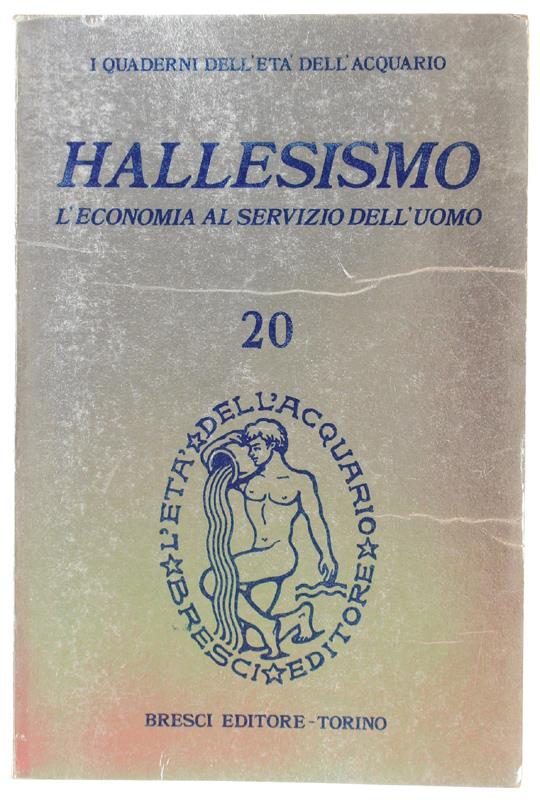 I QUADERNI DELL'ETA' DELL'ACQUARIO
HALLESISMO
L'ECONOMIA AL SERVIZIO DELL'UOMO
20
L'ETA'☆DELL'ACQUARIO☆
☆BRESCI☆EDITORE
BRESCI EDITORE-TORINO